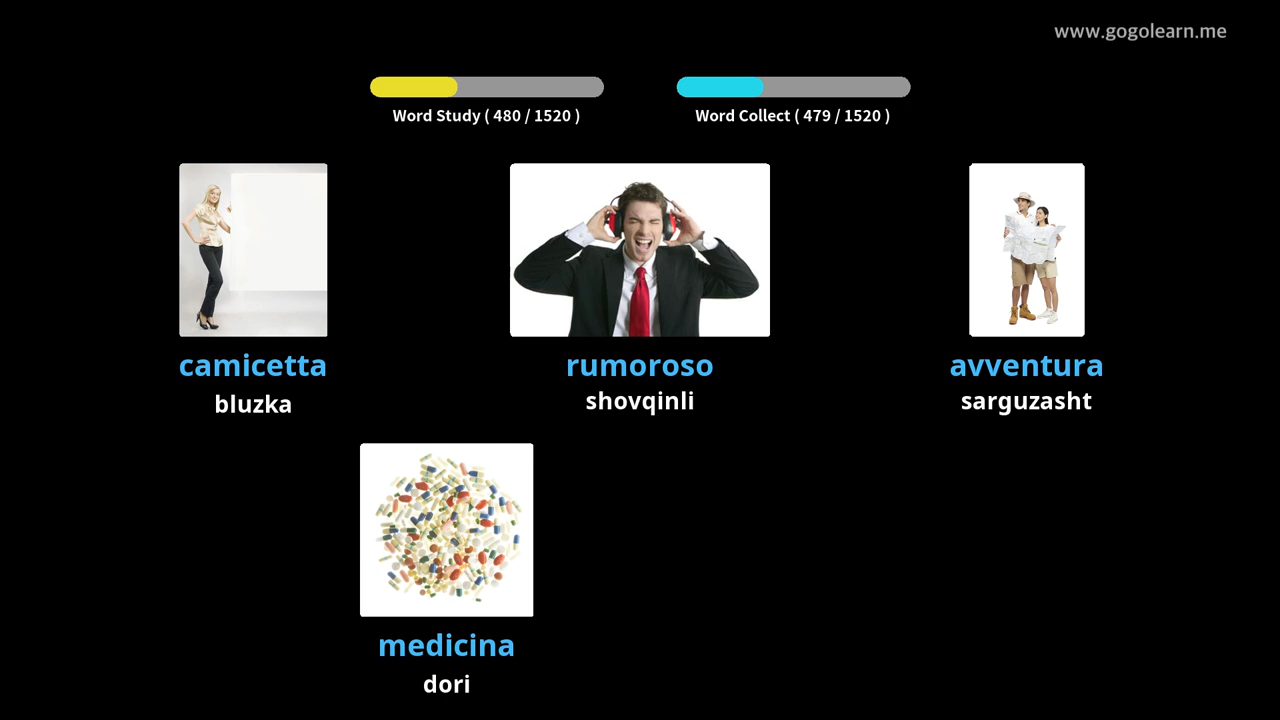 www.gogolearn.me
Word Study ( 480 / 1520 )
Word Collect ( 479 / 1520 )
camicetta
bluzka
rumoroso
shovqinli
avventura
sarguzasht
medicina
dori